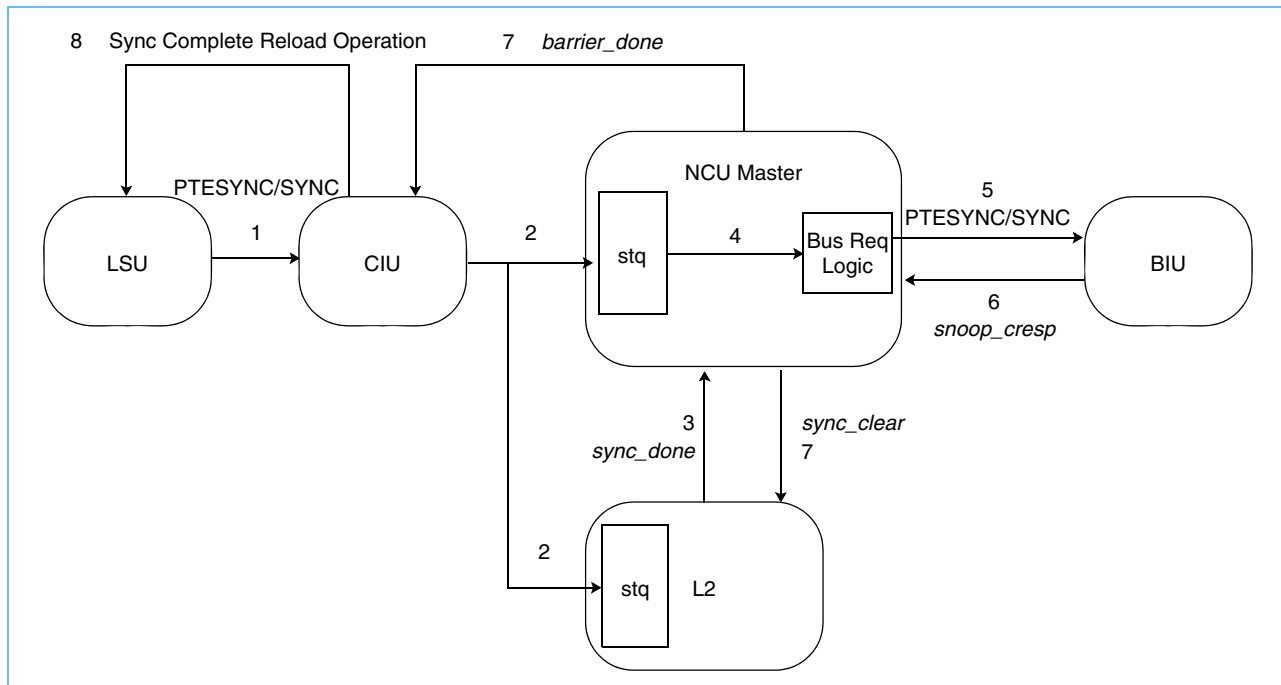 8 Sync Complete Reload Operation
7 barrier_done
NCU Master
PTESYNC/SYNC
1
LSU
CIU
2
stq
4
Bus Req
Logic
5
PTESYNC/SYNC
BIU
6
snoop_cresp
3
sync_done
sync_clear
7
2
stq
L2